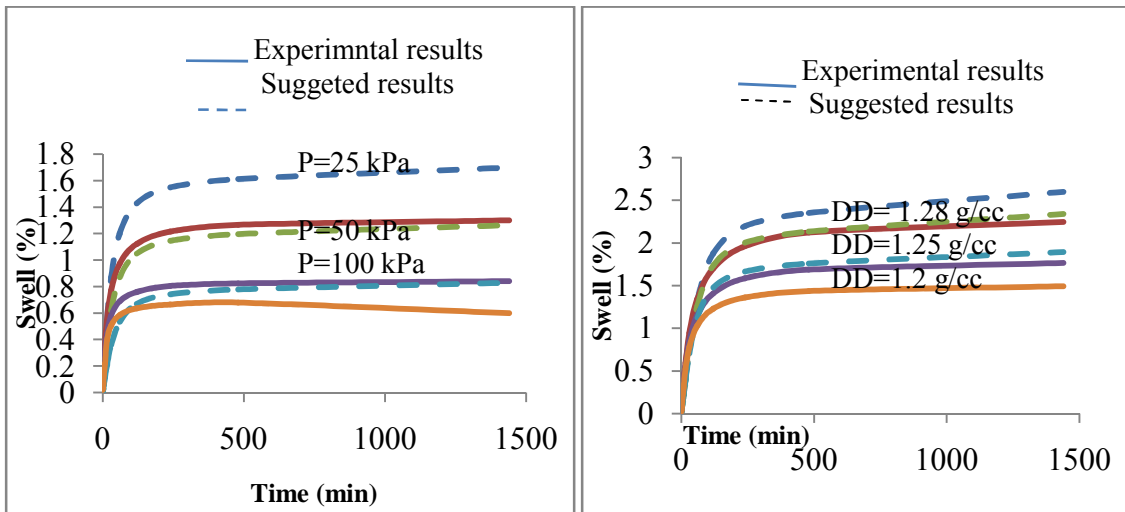 Experimntal results
Suggeted results
1.8
1.6
1.4
1.2
1
0.8
0.6
0.4
0.2
0
Swell (%)
P=25 kPa
P=50 kPa
P=100 kPa
0 500 1000 1500
Time (min)
Experimental results
Suggested results
3
2.5
2
1.5
1
0.5
0
Swell (%)
DD= 1.28 g/cc
DD=1.25 g/cc
DD=1.2 g/cc
Time (min)
0 500 1000 1500